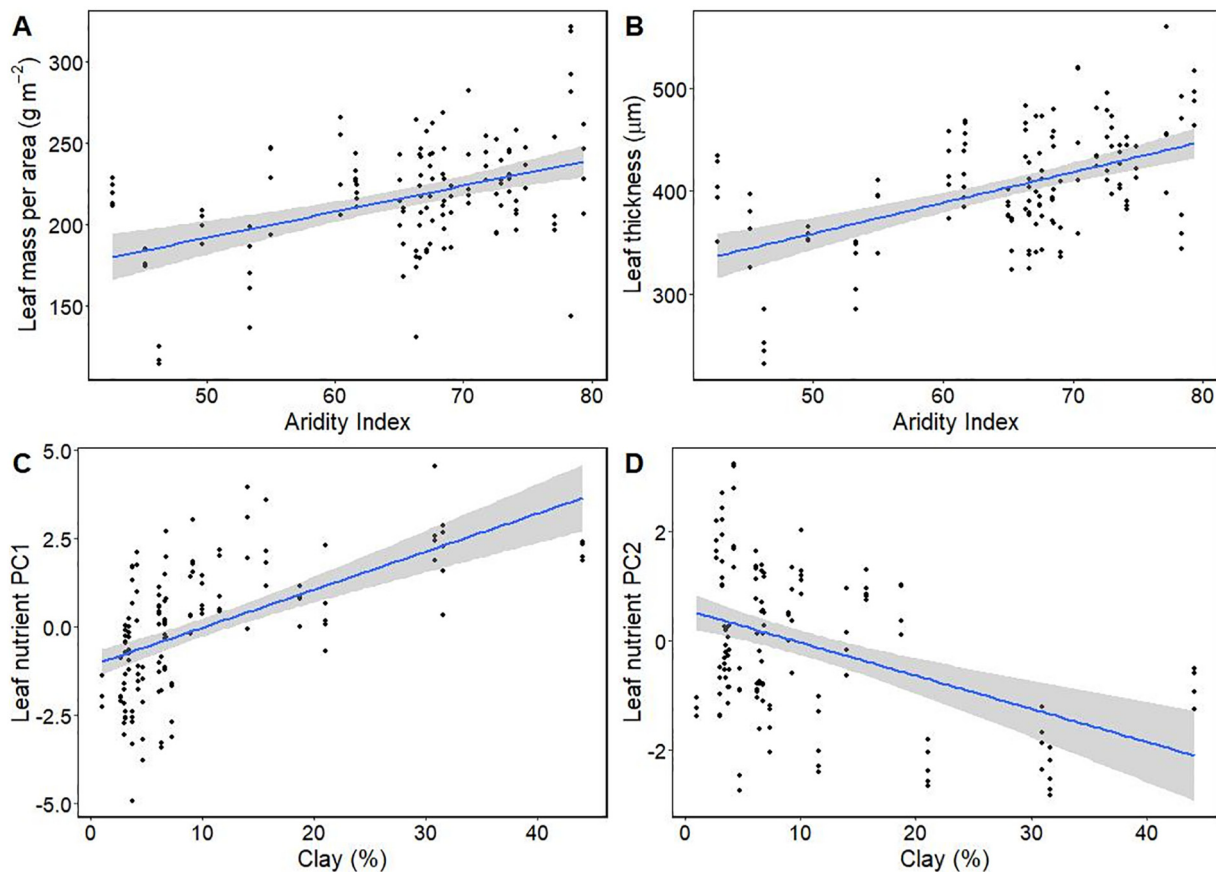 A
Leaf mass per area (g m⁻²)
300
250
200
150
50
60
70
80
Aridity Index
B
Leaf thickness (μm)
500
400
300
50
60
70
80
Aridity Index
C
Leaf nutrient PC1
5.0
2.5
0.0
-2.5
-5.0
0
10
20
30
40
Clay (%)
D
Leaf nutrient PC2
2
0
-2
0
10
20
30
40
Clay (%)